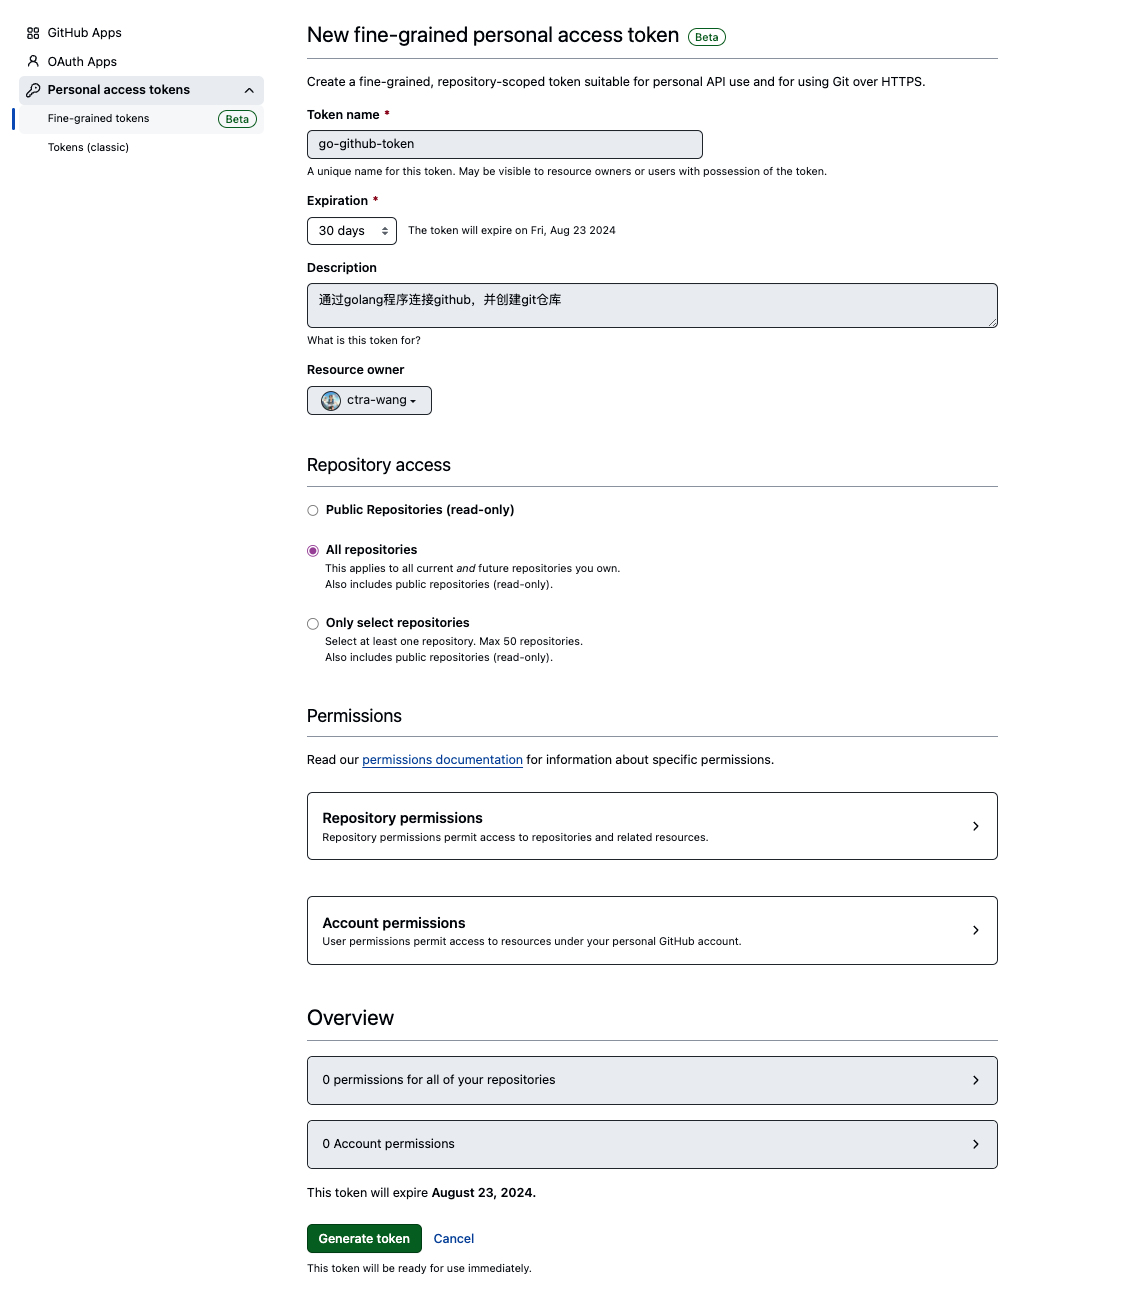 GitHub Apps
OAuth Apps
Personal access tokens
Fine-grained tokens Beta
Tokens (classic)
New fine-grained personal access token Beta
Create a fine-grained, repository-scoped token suitable for personal API use and for using Git over HTTPS.
Token name *
go-github-token
A unique name for this token. May be visible to resource owners or users with possession of the token.
Expiration *
30 days The token will expire on Fri, Aug 23 2024
Description
通过golang程序连接github，并创建git仓库
What is this token for?
Resource owner
ctra-wang
Repository access
Public Repositories (read-only)
All repositories
This applies to all current and future repositories you own.
Also includes public repositories (read-only).
Only select repositories
Select at least one repository. Max 50 repositories.
Also includes public repositories (read-only).
Permissions
Read our permissions documentation for information about specific permissions.
Repository permissions
Repository permissions permit access to repositories and related resources.
Account permissions
User permissions permit access to resources under your personal GitHub account.
Overview
0 permissions for all of your repositories
0 Account permissions
This token will expire August 23, 2024.
Generate token Cancel
This token will be ready for use immediately.